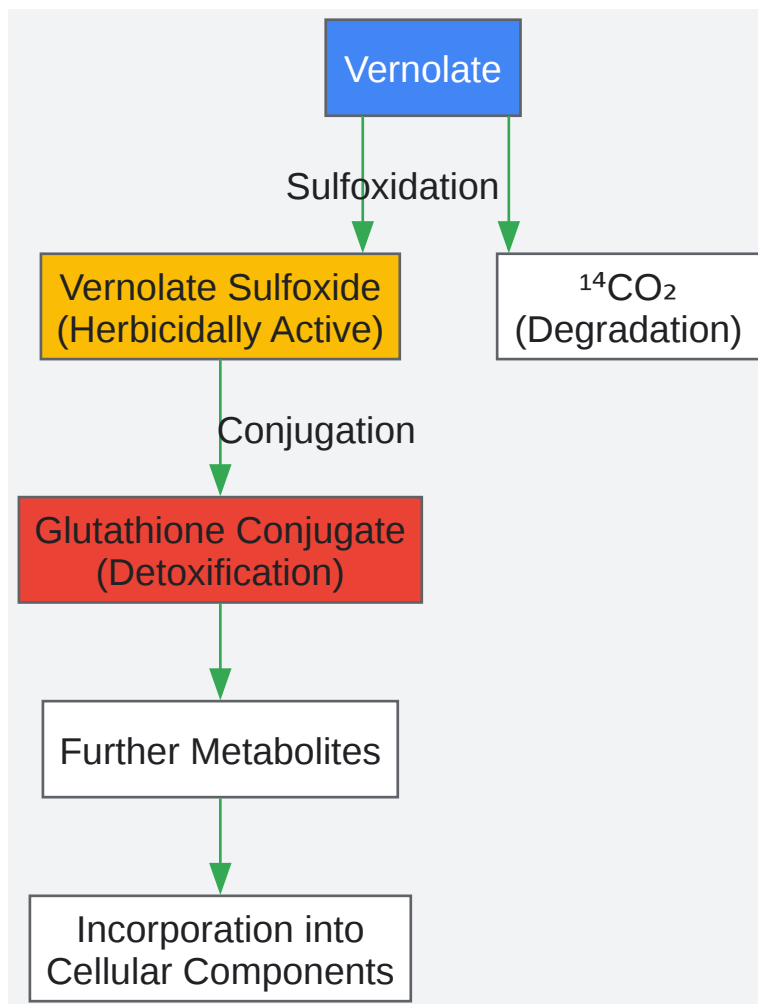 Vernolate
Sulfoxidation
Vernolate Sulfoxide
(Herbicidally Active)
¹⁴CO₂
(Degradation)
Conjugation
Glutathione Conjugate
(Detoxification)
Further Metabolites
Incorporation into
Cellular Components